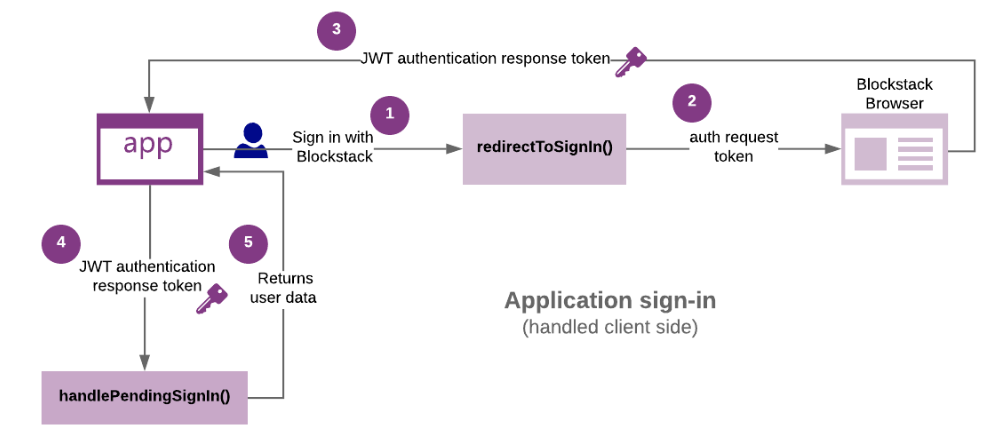 3
JWT authentication response token
Blockstack
Browser
1
2
app
Sign in with
Blockstack
redirectToSignIn()
auth request
token
4
5
JWT authentication
response token
Returns
user data
Application sign-in
(handled client side)
handlePendingSignIn()